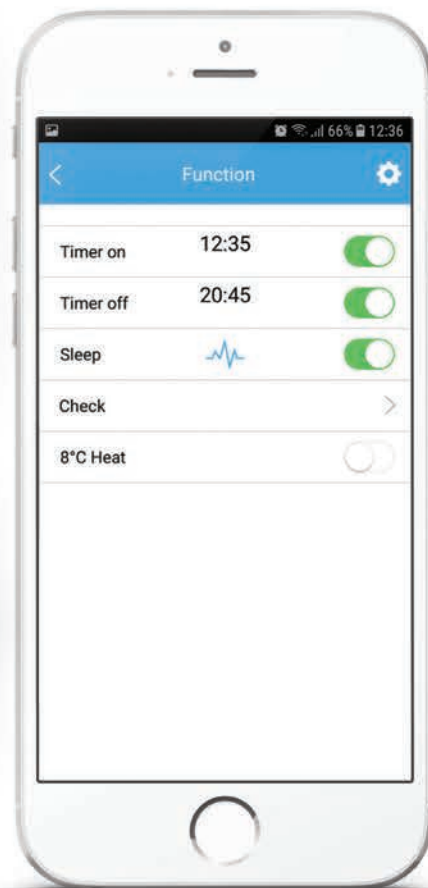 66% 12:36
Function
Timer on 12:35
Timer off 20:45
Sleep
Check
8°C Heat